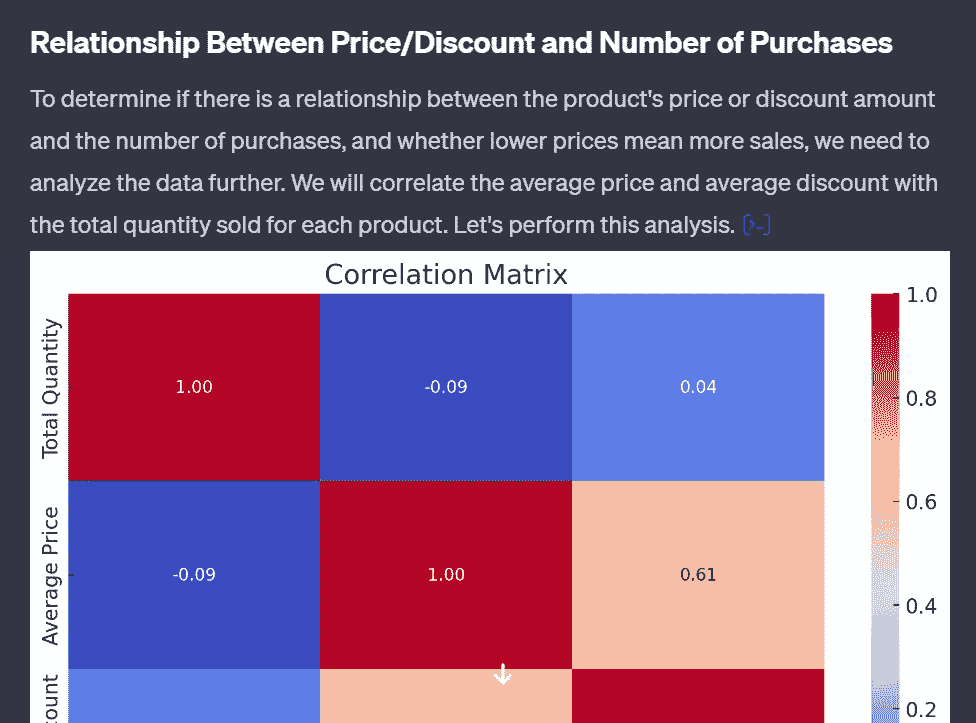 Relationship Between Price/Discount and Number of Purchases
To determine if there is a relationship between the product's price or discount amount
and the number of purchases, and whether lower prices mean more sales, we need to
analyze the data further. We will correlate the average price and average discount with
the total quantity sold for each product. Let's perform this analysis. [>-]
Correlation Matrix
Total Quantity
1.00
-0.09
0.04
Average Price
-0.09
1.00
0.61
ount
1.0
0.8
0.6
0.4
0.2